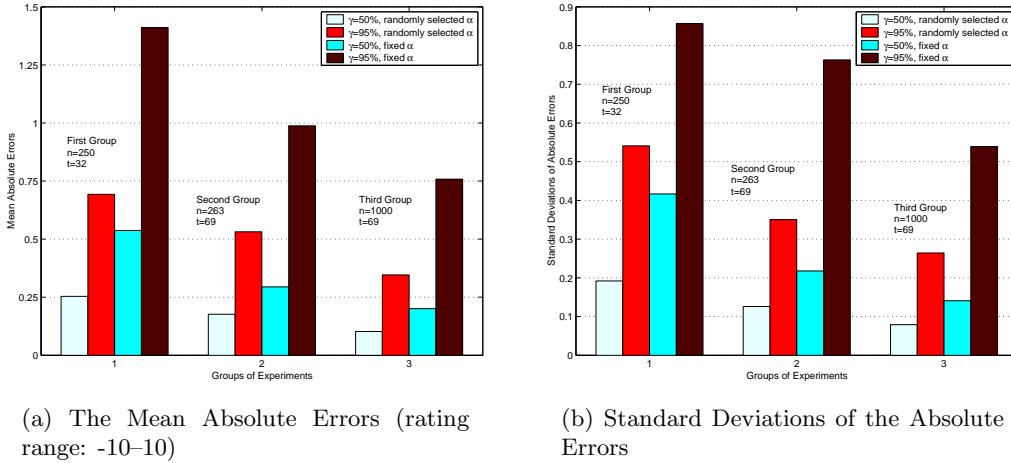 1.5
1.25
1
0.75
0.5
0.25
0
Mean Absolute Errors
γ=50%, randomly selected α
γ=95%, randomly selected α
γ=50%, fixed α
γ=95%, fixed α
First Group
n=250
t=32
Second Group
n=263
t=69
Third Group
n=1000
t=69
1 2 3
Groups of Experiments
(a) The Mean Absolute Errors (rating
range: -10–10)
0.9
0.8
0.7
0.6
0.5
0.4
0.3
0.2
0.1
0
Standard Deviations of Absolute Errors
γ=50%, randomly selected α
γ=95%, randomly selected α
γ=50%, fixed α
γ=95%, fixed α
First Group
n=250
t=32
Second Group
n=263
t=69
Third Group
n=1000
t=69
1 2 3
Groups of Experiments
(b) Standard Deviations of the Absolute
Errors